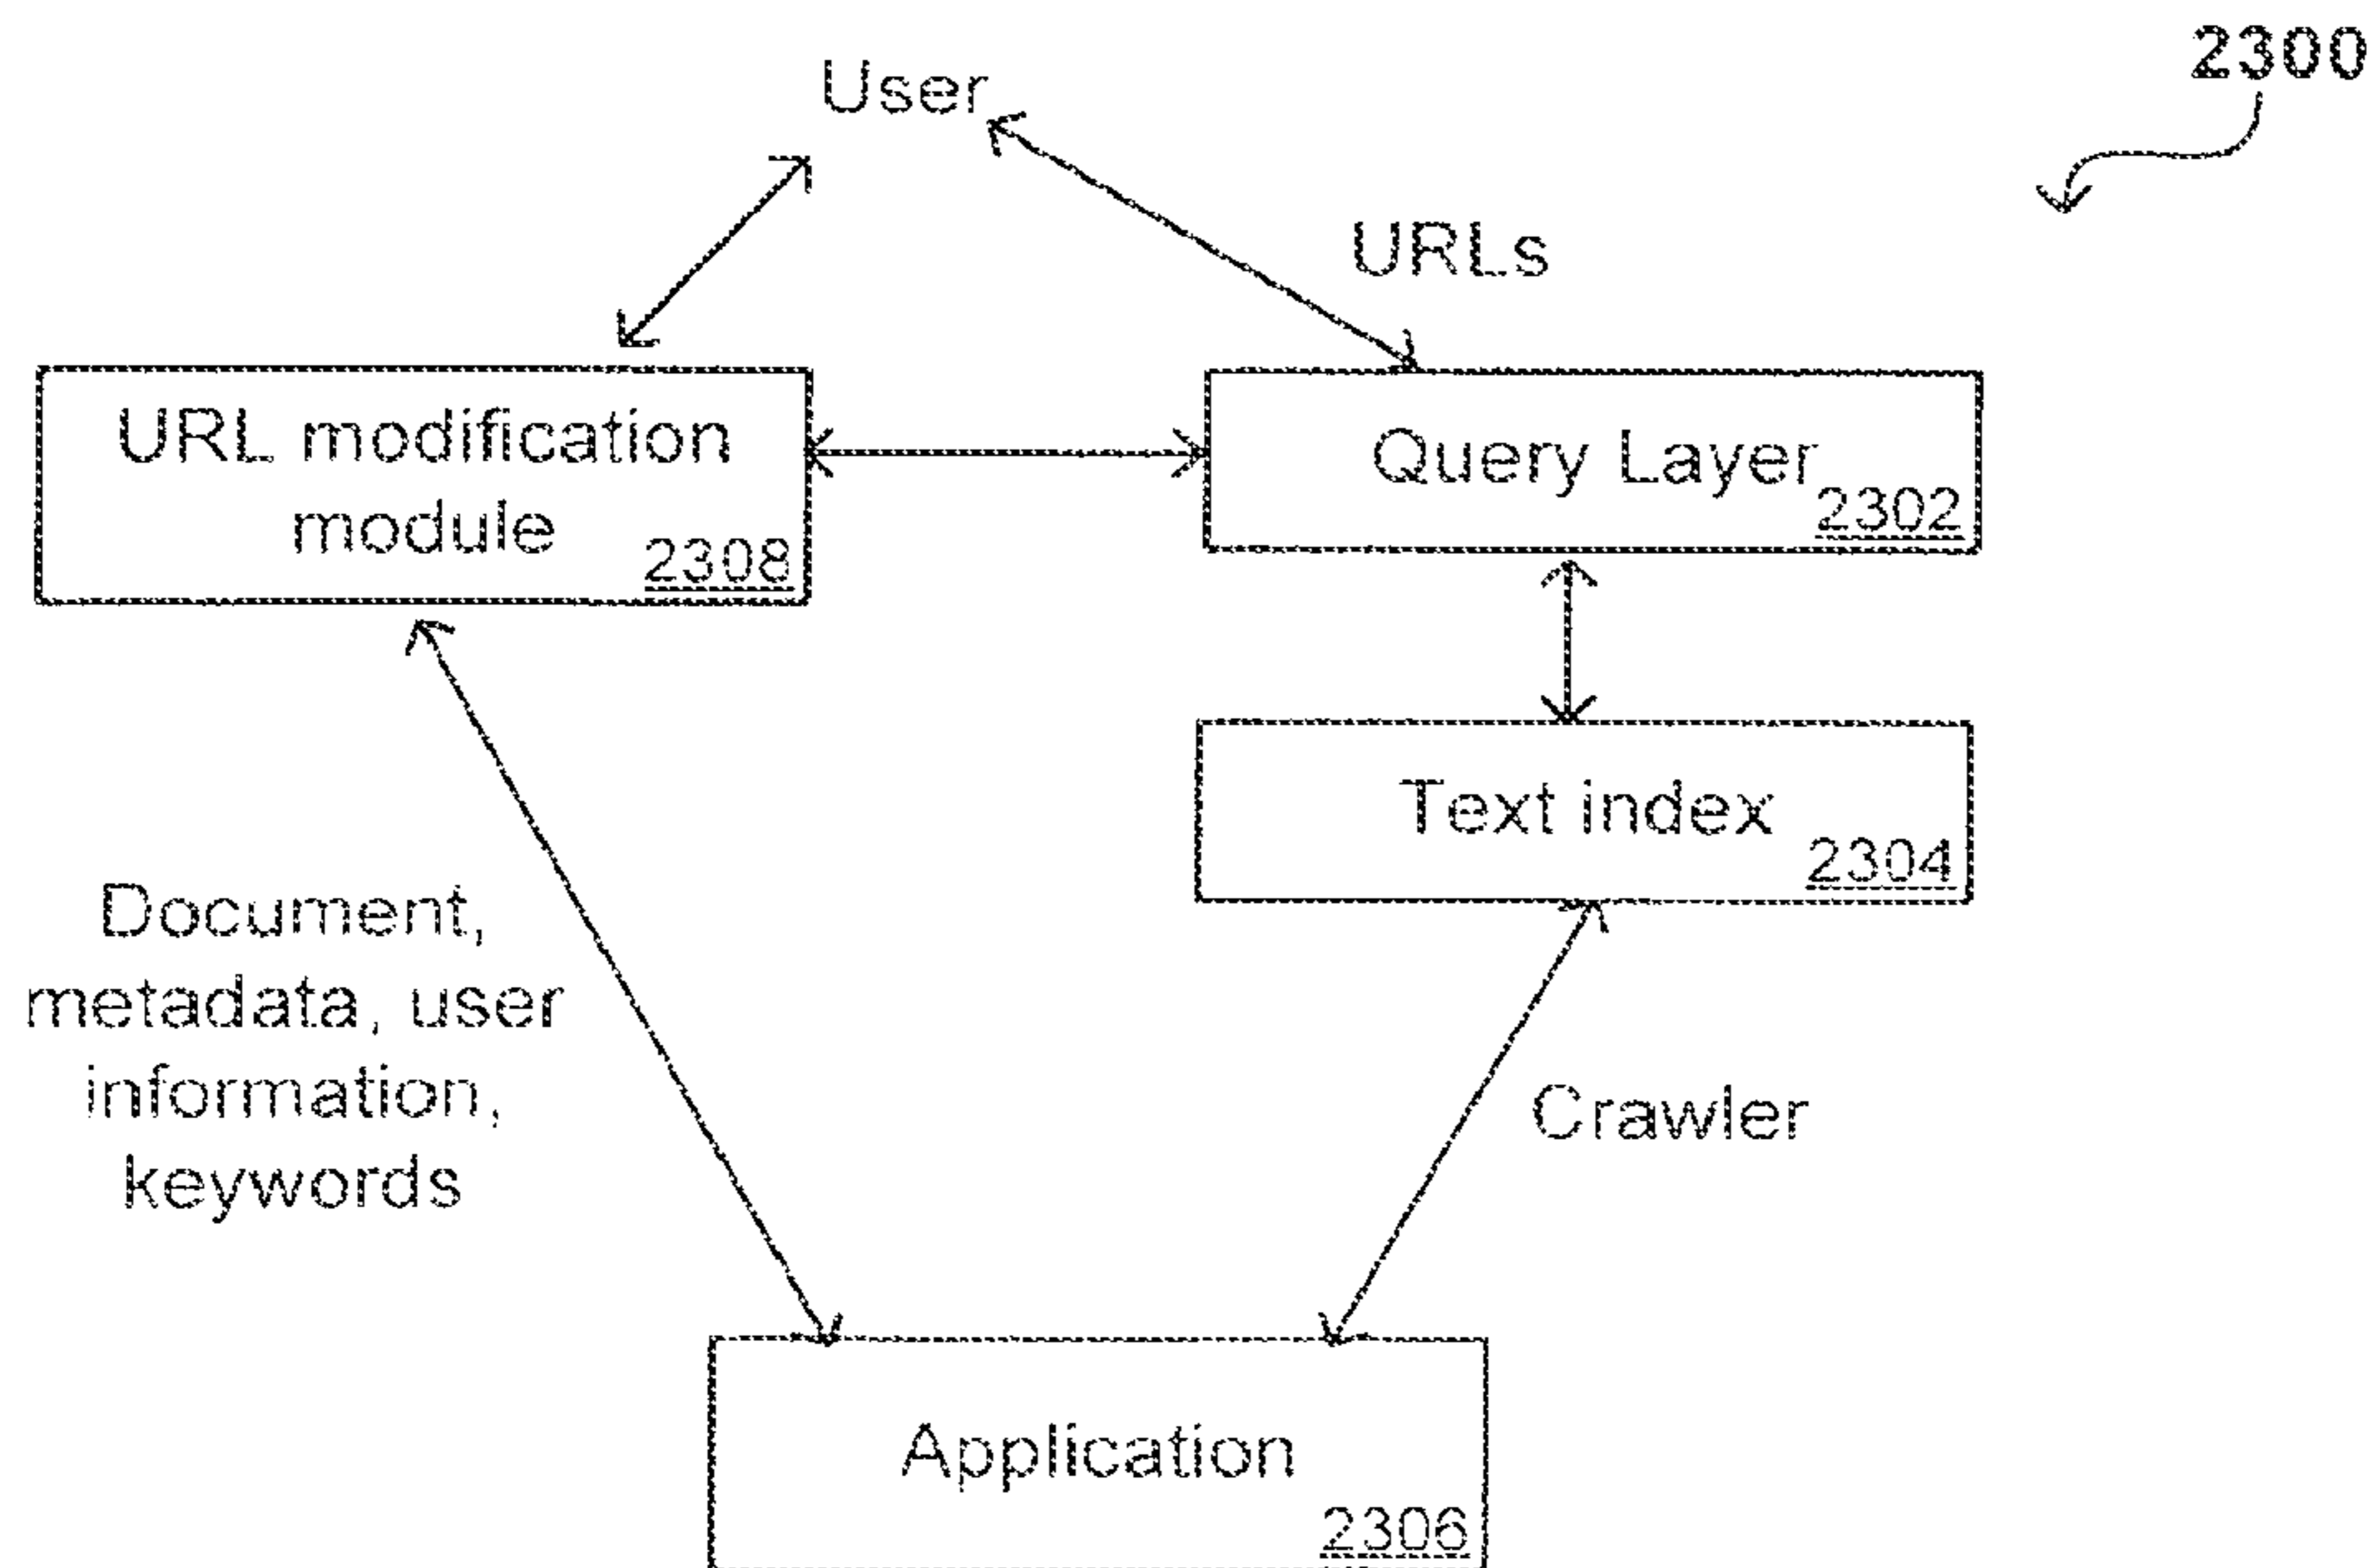 2300
User
URLs
URL modification
module
2308
Query Layer
2302
Text index
2304
Document,
metadata, user
information,
keywords
Crawler
Application
2306